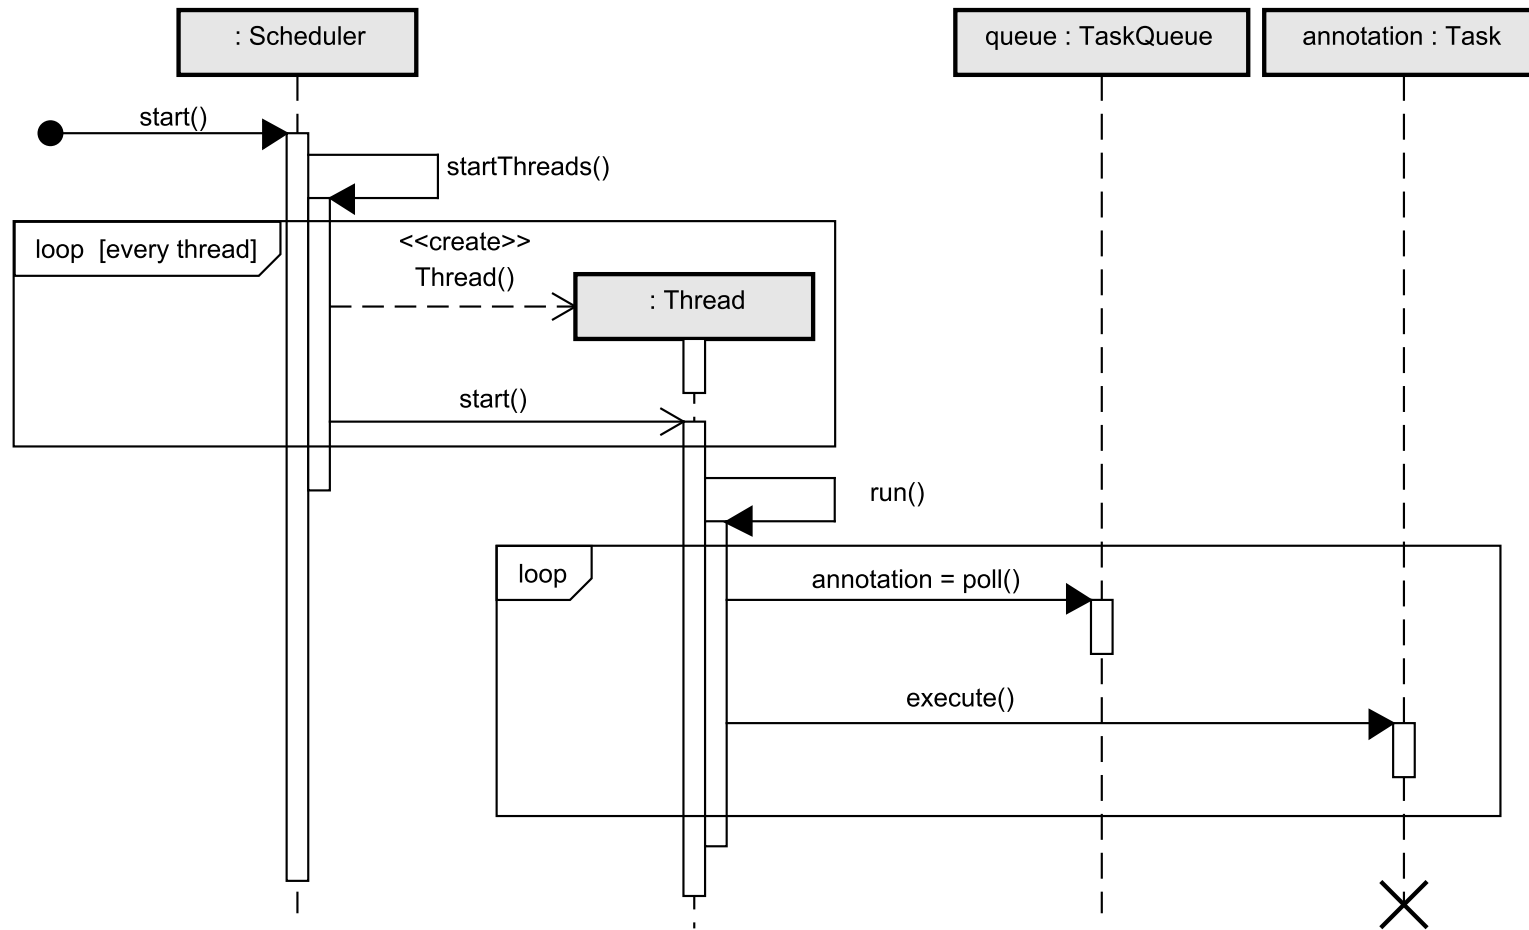 : Scheduler
queue : TaskQueue
annotation : Task
start()
startThreads()
loop [every thread]
<<create>>
Thread()
: Thread
start()
run()
loop
annotation = poll()
execute()